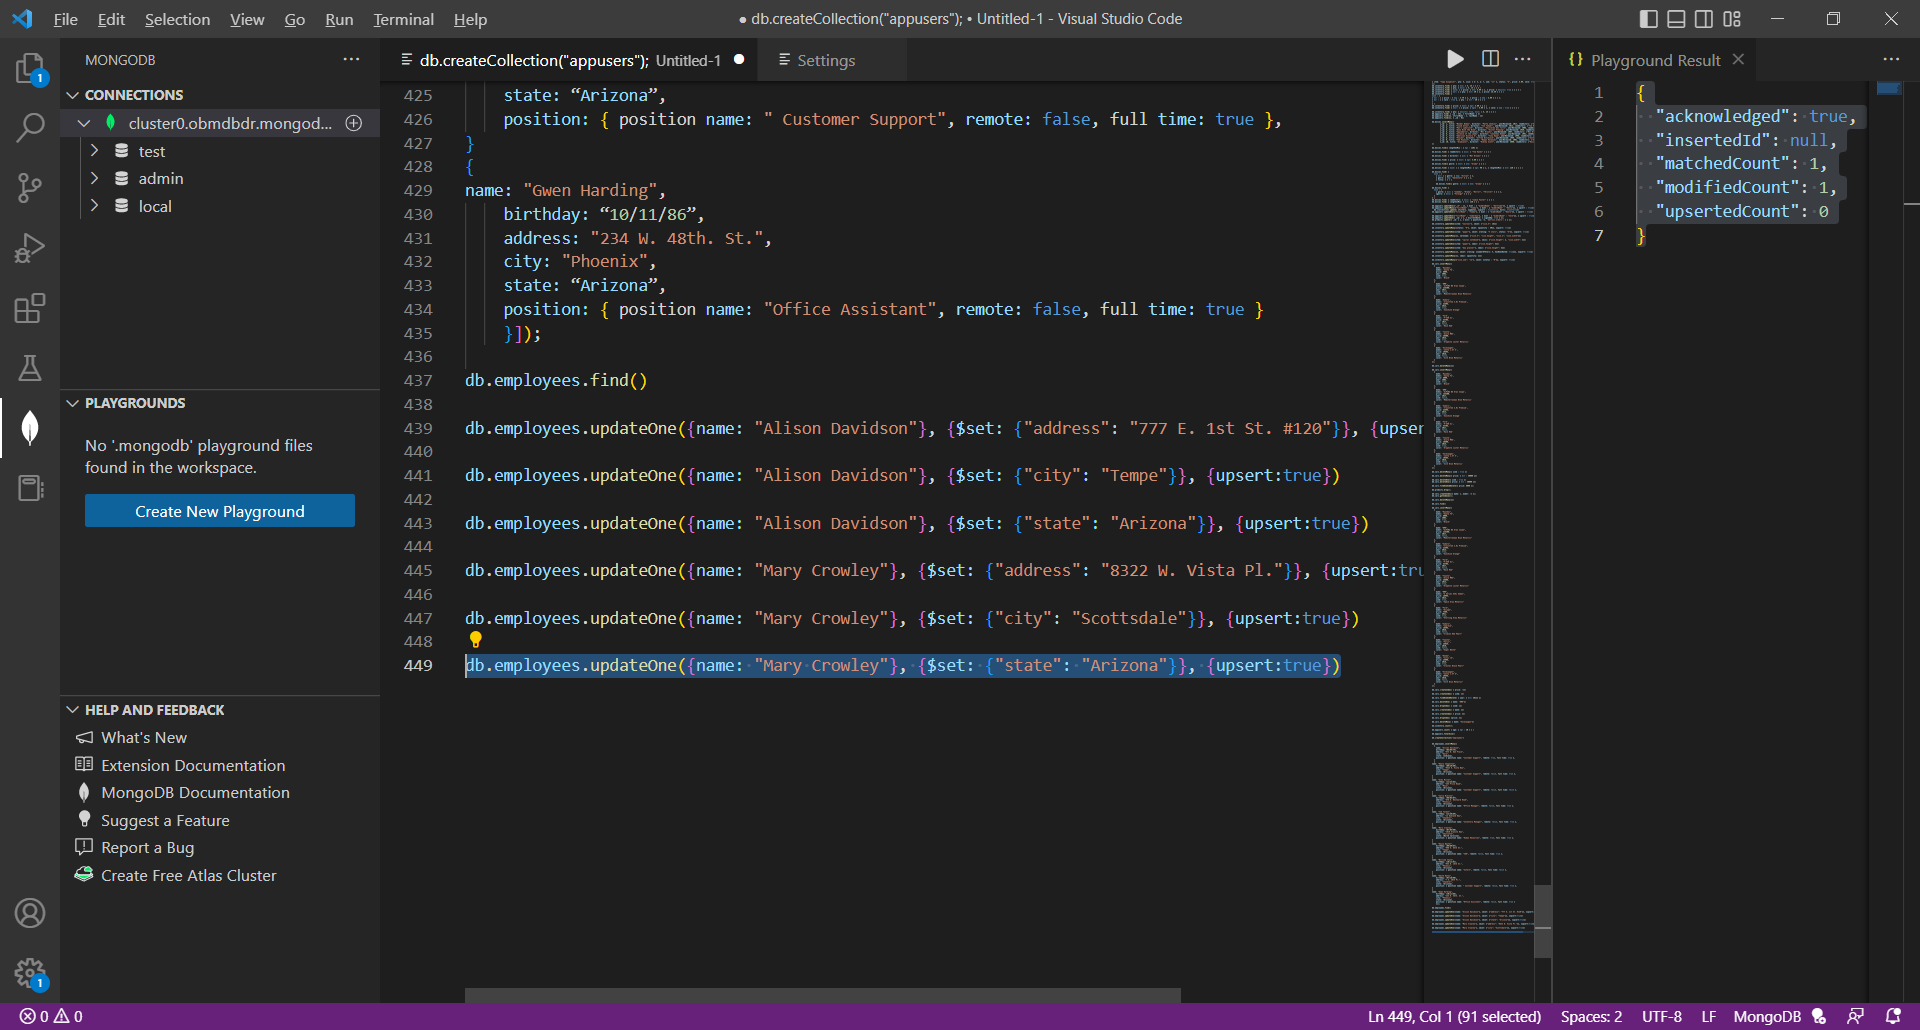 File Edit Selection View Go Run Terminal Help
● db.createCollection("appusers"); • Untitled-1 - Visual Studio Code
MONGODB
CONNECTIONS
cluster0.obmdbdr.mongod...
test
admin
local
PLAYGROUNDS
No '.mongodb' playground files
found in the workspace.
Create New Playground
HELP AND FEEDBACK
What's New
Extension Documentation
MongoDB Documentation
Suggest a Feature
Report a Bug
Create Free Atlas Cluster
1
1
db.createCollection("appusers"); Untitled-1 ●
Settings
425 state: “Arizona”,
426 position: { position name: " Customer Support", remote: false, full time: true },
427 }
428 {
429 name: "Gwen Harding",
430 birthday: “10/11/86”,
431 address: "234 W. 48th. St.",
432 city: "Phoenix",
433 state: “Arizona”,
434 position: { position name: "Office Assistant", remote: false, full time: true }
435 }]);
436
437 db.employees.find()
438
439 db.employees.updateOne({name: "Alison Davidson"}, {$set: {"address": "777 E. 1st St. #120"}}, {upser
440
441 db.employees.updateOne({name: "Alison Davidson"}, {$set: {"city": "Tempe"}}, {upsert:true})
442
443 db.employees.updateOne({name: "Alison Davidson"}, {$set: {"state": "Arizona"}}, {upsert:true})
444
445 db.employees.updateOne({name: "Mary Crowley"}, {$set: {"address": "8322 W. Vista Pl."}}, {upsert:tru
446
447 db.employees.updateOne({name: "Mary Crowley"}, {$set: {"city": "Scottsdale"}}, {upsert:true})
448
449 db.employees.updateOne({name: "Mary Crowley"}, {$set: {"state": "Arizona"}}, {upsert:true})
{} Playground Result
1 {
2 "acknowledged": true,
3 "insertedId": null,
4 "matchedCount": 1,
5 "modifiedCount": 1,
6 "upsertedCount": 0
7 }
0 0
Ln 449, Col 1 (91 selected) Spaces: 2 UTF-8 LF MongoDB